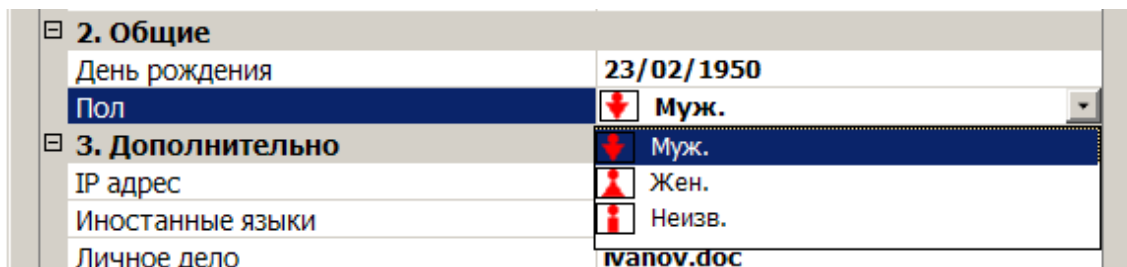 2. Общие
День рождения 23/02/1950
Пол Муж.
3. Дополнительно Муж.
IP адрес Жен.
Иностанные языки Неизв.
Личное дело ivanov.doc